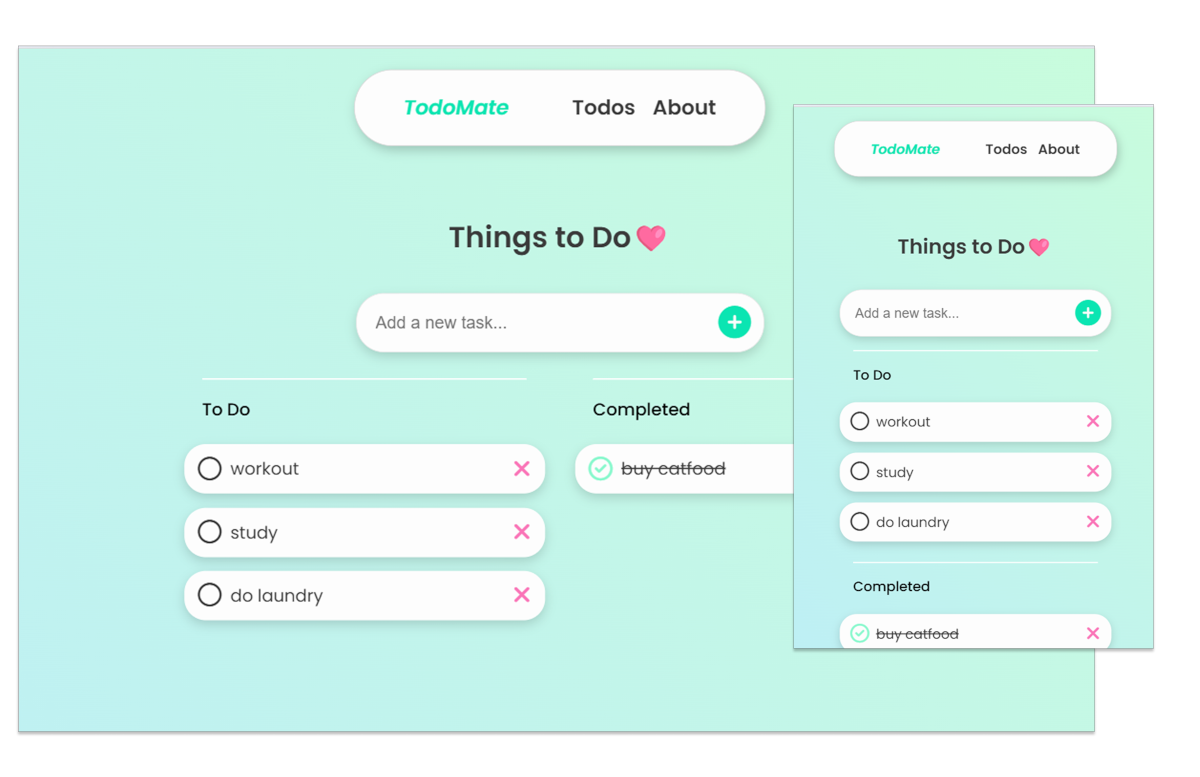 TodoMate Todos About
Things to Do
Add a new task...
To Do
workout
study
do laundry
Completed
buy catfood
TodoMate Todos About
Things to Do
Add a new task...
To Do
workout
study
do laundry
Completed
buy catfood